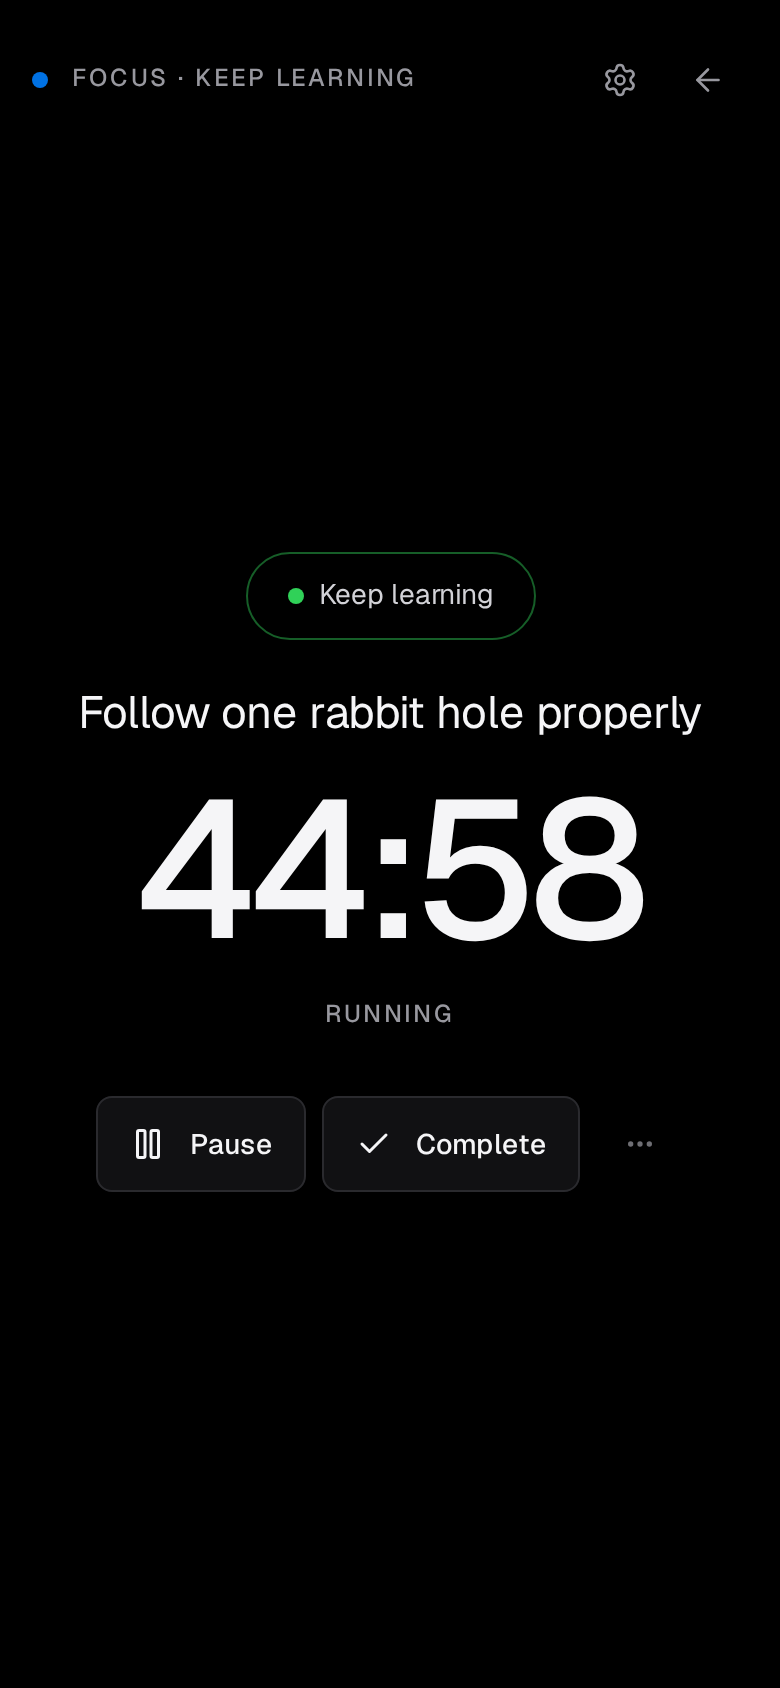 FOCUS · KEEP LEARNING
Keep learning
Follow one rabbit hole properly
44:58
RUNNING
Pause
Complete